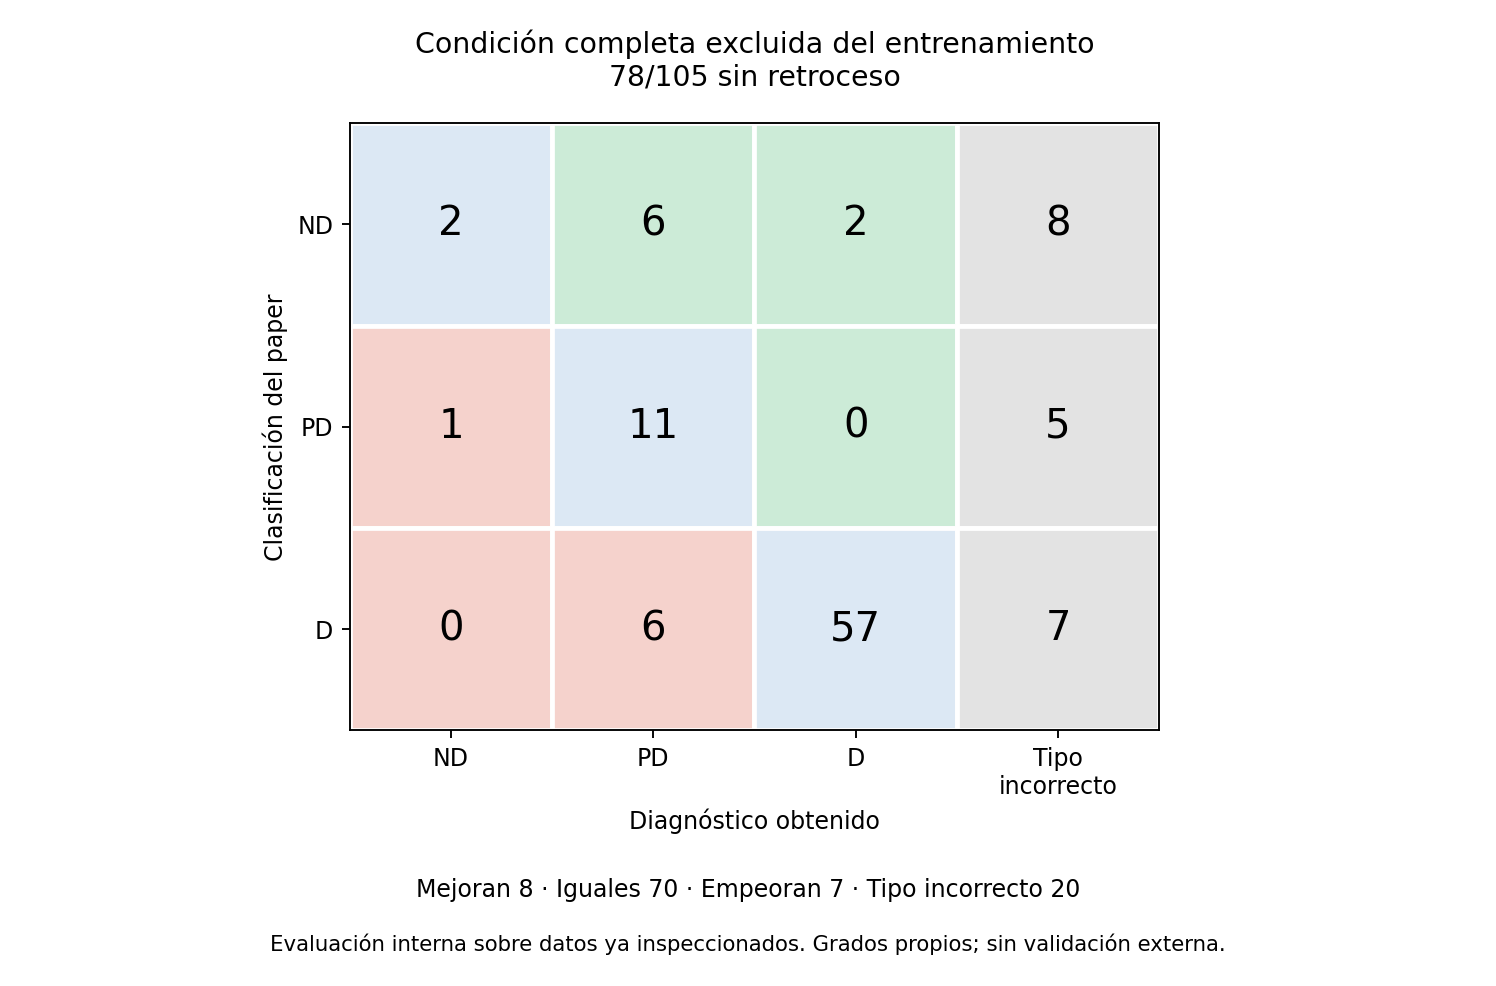 Condición completa excluida del entrenamiento
78/105 sin retroceso
ND 2 6 2 8
PD 1 11 0 5
D 0 6 57 7
Clasificación del paper
ND PD D Tipo
incorrecto
Diagnóstico obtenido
Mejoran 8 · Iguales 70 · Empeoran 7 · Tipo incorrecto 20
Evaluación interna sobre datos ya inspeccionados. Grados propios; sin validación externa.